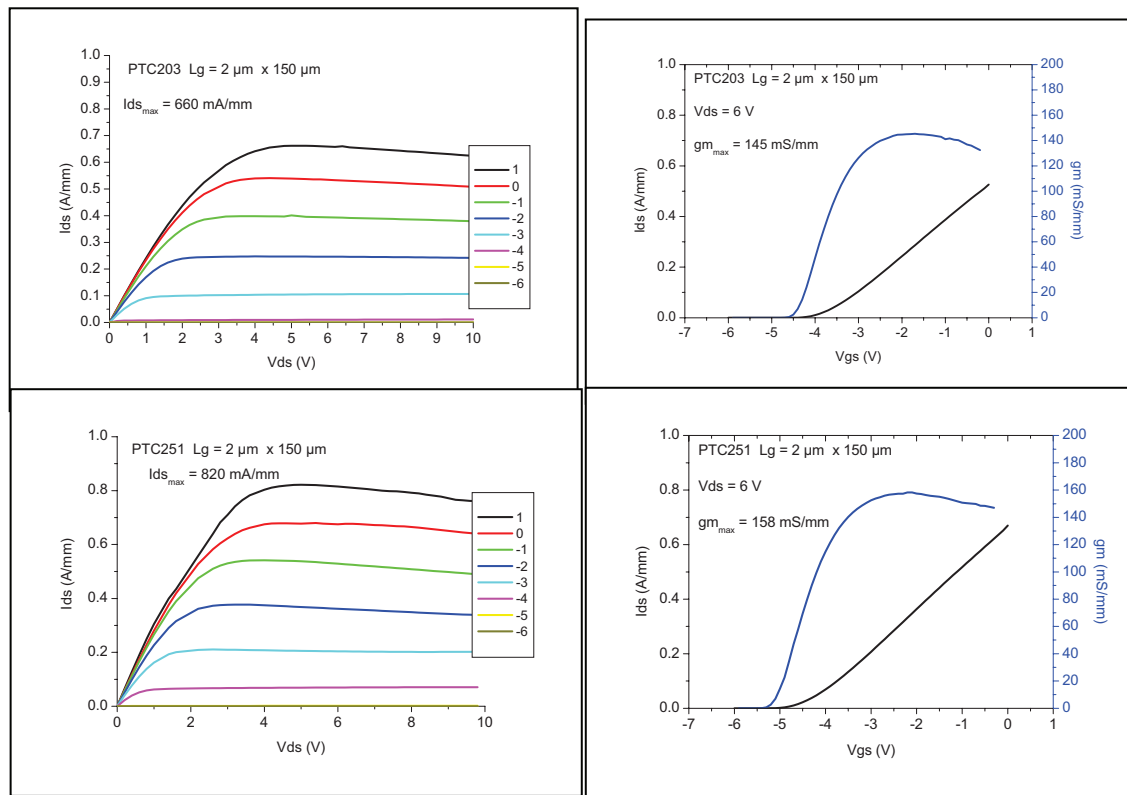 PTC203 Lg = 2 µm x 150 µm
Ids_max = 660 mA/mm
Ids (A/mm)
1.0
0.9
0.8
0.7
0.6
0.5
0.4
0.3
0.2
0.1
0.0
0 1 2 3 4 5 6 7 8 9 10
Vds (V)
1
0
-1
-2
-3
-4
-5
-6
PTC203 Lg = 2 µm x 150 µm
Vds = 6 V
gm_max = 145 mS/mm
Ids (A/mm)
1.0
0.8
0.6
0.4
0.2
0.0
-7 -6 -5 -4 -3 -2 -1 0 1
Vgs (V)
200
180
160
140
120
100
80
60
40
20
0
gm (mS/mm)
PTC251 Lg = 2 µm x 150 µm
Ids_max = 820 mA/mm
Ids (A/mm)
1.0
0.8
0.6
0.4
0.2
0.0
0 2 4 6 8 10
Vds (V)
1
0
-1
-2
-3
-4
-5
-6
PTC251 Lg = 2 µm x 150 µm
Vds = 6 V
gm_max = 158 mS/mm
Ids (A/mm)
1.0
0.8
0.6
0.4
0.2
0.0
-7 -6 -5 -4 -3 -2 -1 0 1
Vgs (V)
200
180
160
140
120
100
80
60
40
20
0
gm (mS/mm)